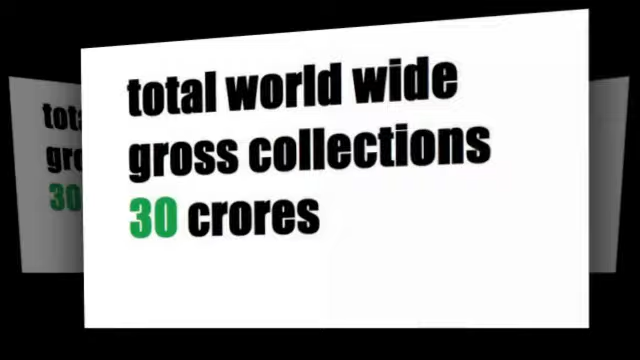 total world wide
gross collections
30 crores